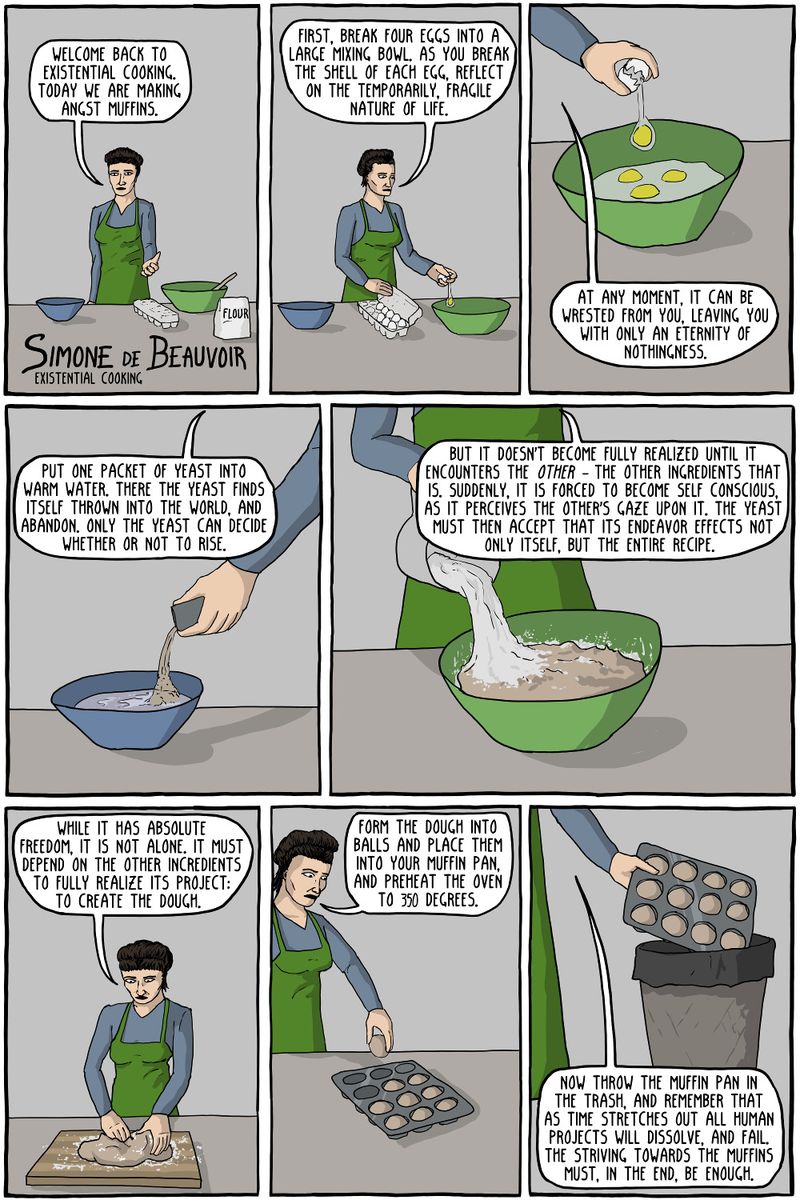 WELCOME BACK TO
EXISTENTIAL COOKING.
TODAY WE ARE MAKING
ANGST MUFFINS.
FLOUR
SIMONE DE BEAUVOIR
EXISTENTIAL COOKING
FIRST, BREAK FOUR EGGS INTO A
LARGE MIXING BOWL. AS YOU BREAK
THE SHELL OF EACH EGG, REFLECT
ON THE TEMPORARILY, FRAGILE
NATURE OF LIFE.
AT ANY MOMENT, IT CAN BE
WRESTED FROM YOU, LEAVING YOU
WITH ONLY AN ETERNITY OF
NOTHINGNESS.
PUT ONE PACKET OF YEAST INTO
WARM WATER. THERE THE YEAST FINDS
ITSELF THROWN INTO THE WORLD, AND
ABANDON. ONLY THE YEAST CAN DECIDE
WHETHER OR NOT TO RISE.
BUT IT DOESN'T BECOME FULLY REALIZED UNTIL IT
ENCOUNTERS THE OTHER – THE OTHER INGREDIENTS THAT
IS. SUDDENLY, IT IS FORCED TO BECOME SELF CONSCIOUS,
AS IT PERCEIVES THE OTHER'S GAZE UPON IT. THE YEAST
MUST THEN ACCEPT THAT ITS ENDEAVOR EFFECTS NOT
ONLY ITSELF, BUT THE ENTIRE RECIPE.
WHILE IT HAS ABSOLUTE
FREEDOM, IT IS NOT ALONE. IT MUST
DEPEND ON THE OTHER INCREDIENTS
TO FULLY REALIZE ITS PROJECT:
TO CREATE THE DOUGH.
FORM THE DOUGH INTO
BALLS AND PLACE THEM
INTO YOUR MUFFIN PAN,
AND PREHEAT THE OVEN
TO 350 DEGREES.
NOW THROW THE MUFFIN PAN IN
THE TRASH, AND REMEMBER THAT
AS TIME STRETCHES OUT ALL HUMAN
PROJECTS WILL DISSOLVE, AND FAIL.
THE STRIVING TOWARDS THE MUFFINS
MUST, IN THE END, BE ENOUGH.